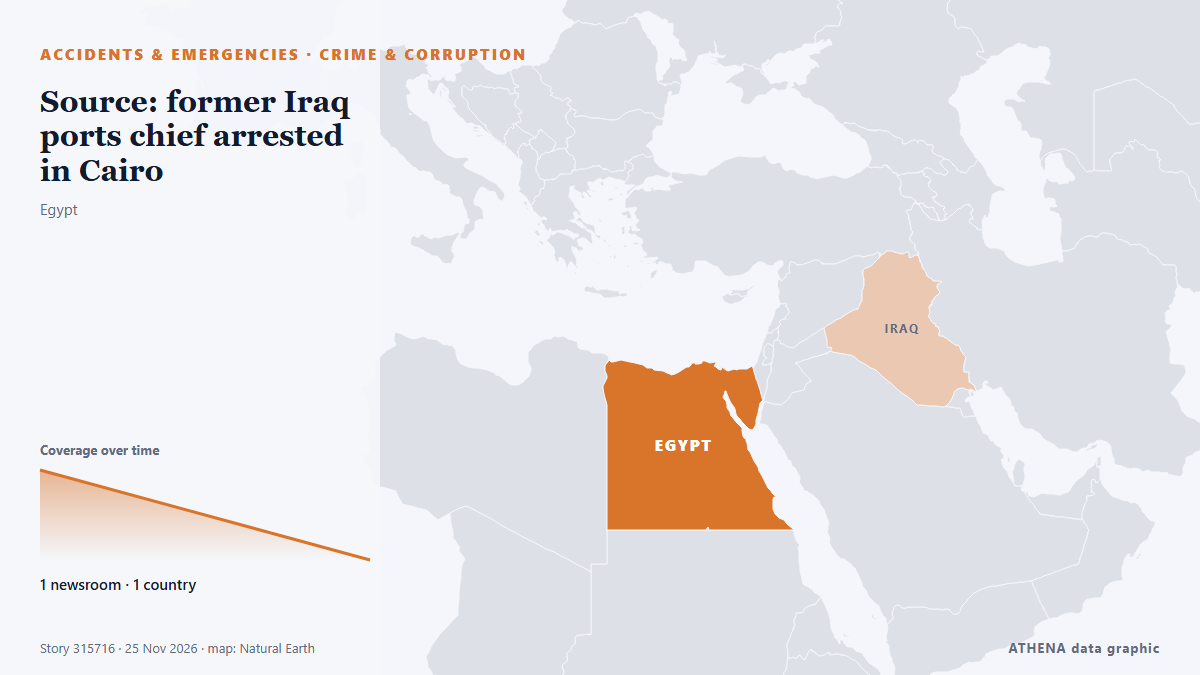 ACCIDENTS & EMERGENCIES · CRIME & CORRUPTION
Source: former Iraq
ports chief arrested
in Cairo
Egypt
IRAQ
EGYPT
Coverage over time
1 newsroom · 1 country
Story 315716 · 25 Nov 2026 · map: Natural Earth
ATHENA data graphic